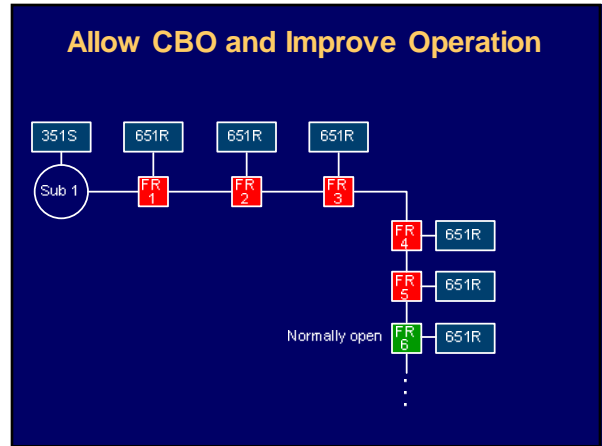 Allow CBO and Improve Operation
351S
651R
651R
651R
Sub 1
FR
1
FR
2
FR
3
FR
4
651R
FR
5
651R
Normally open
FR
6
651R